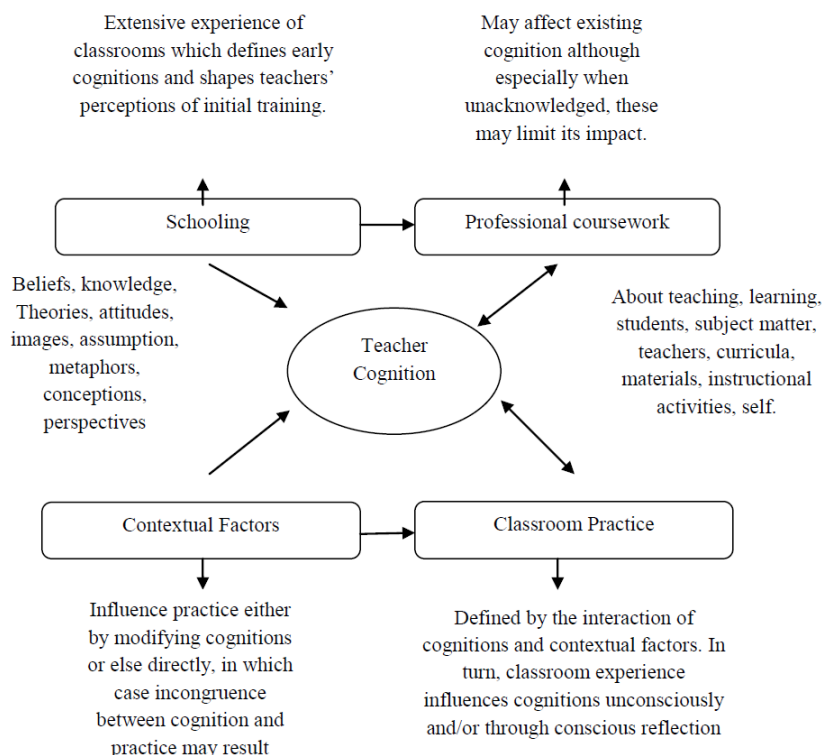 Extensive experience of
classrooms which defines early
cognitions and shapes teachers’
perceptions of initial training.
May affect existing
cognition although
especially when
unacknowledged, these
may limit its impact.
Schooling
Professional coursework
Beliefs, knowledge,
Theories, attitudes,
images, assumption,
metaphors,
conceptions,
perspectives
Teacher
Cognition
About teaching, learning,
students, subject matter,
teachers, curricula,
materials, instructional
activities, self.
Contextual Factors
Classroom Practice
Influence practice either
by modifying cognitions
or else directly, in which
case incongruence
between cognition and
practice may result
Defined by the interaction of
cognitions and contextual factors. In
turn, classroom experience
influences cognitions unconsciously
and/or through conscious reflection